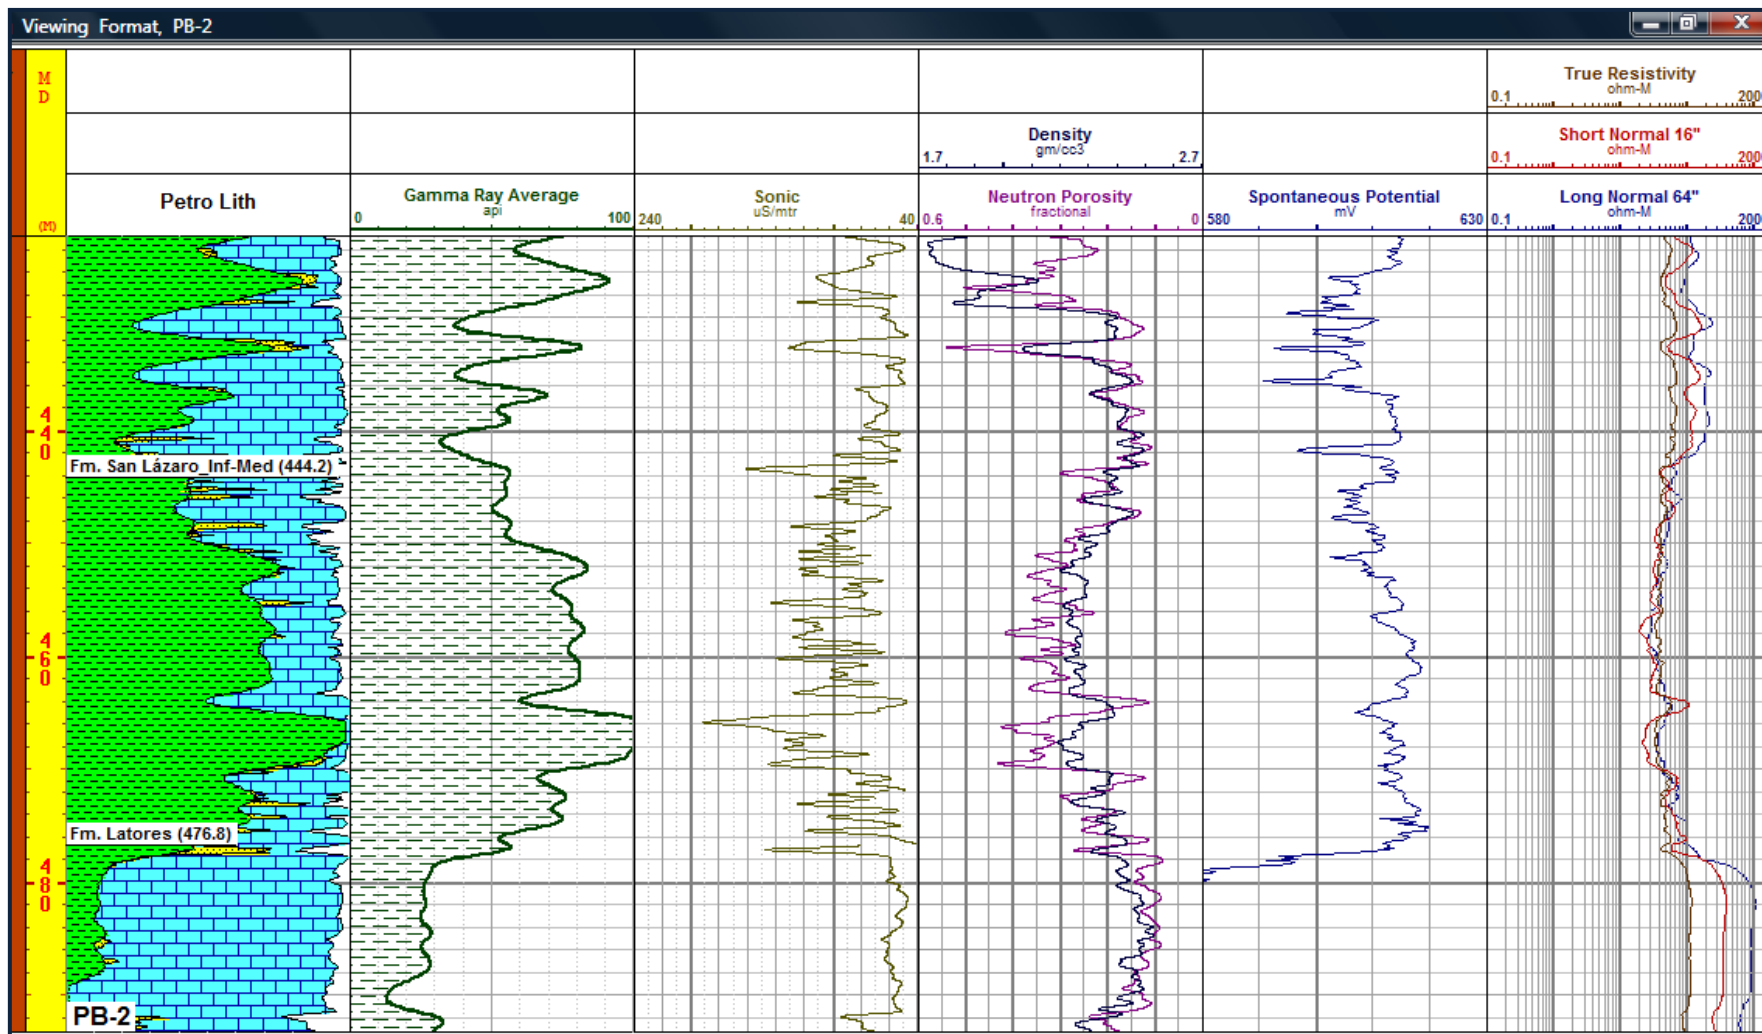 Viewing Format, PB-2
M
D
(M)
True Resistivity
ohm-M
0.1 200
Density
gm/cc3
1.7 2.7
Short Normal 16"
ohm-M
0.1 200
Petro Lith
Gamma Ray Average
api
0 100
Sonic
uS/mtr
240 40
Neutron Porosity
fractional
0.6 0
Spontaneous Potential
mV
580 630
Long Normal 64"
ohm-M
0.1 200
440
Fm. San Lázaro_Inf-Med (444.2)
460
Fm. Latores (476.8)
480
PB-2